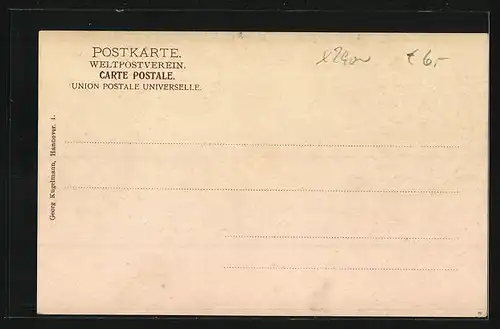 POSTKARTE.
WELTPOSTVEREIN.
CARTE POSTALE.
UNION POSTALE UNIVERSELLE.
€6,-
Georg Kugelmann, Hannover. 1.